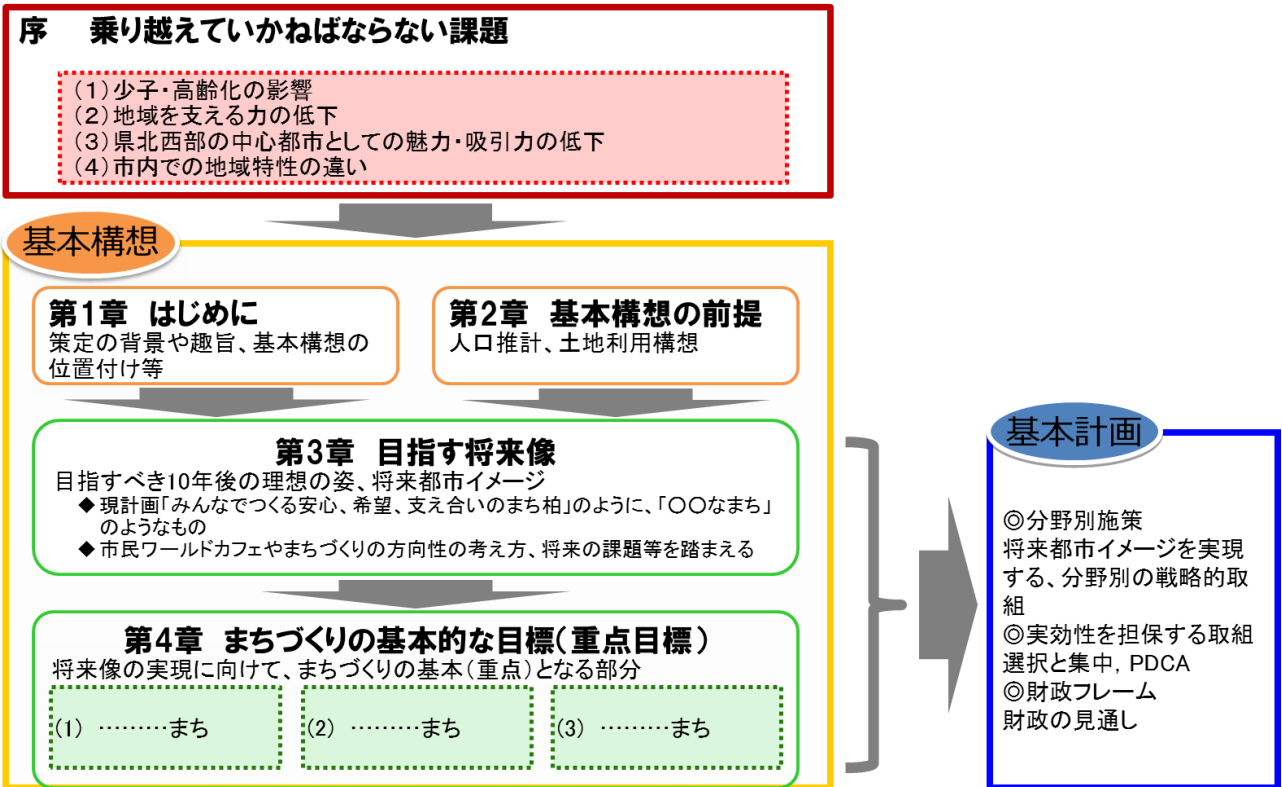 序 乗り越えていかねばならない課題
(1)少子・高齢化の影響
(2)地域を支える力の低下
(3)県北西部の中心都市としての魅力・吸引力の低下
(4)市内での地域特性の違い
基本構想
第1章 はじめに
策定の背景や趣旨、基本構想の
位置付け等
第2章 基本構想の前提
人口推計、土地利用構想
第3章 目指す将来像
目指すべき10年後の理想の姿、将来都市イメージ
◆現計画「みんなでつくる安心、希望、支え合いのまち柏」のように、「〇〇なまち」
のようなもの
◆市民ワールドカフェやまちづくりの方向性の考え方、将来の課題等を踏まえる
第4章 まちづくりの基本的な目標(重点目標)
将来像の実現に向けて、まちづくりの基本(重点)となる部分
(1) ………まち
(2) ………まち
(3) ………まち
基本計画
◎分野別施策
将来都市イメージを実現
する、分野別の戦略的取
組
◎実効性を担保する取組
選択と集中, PDCA
◎財政フレーム
財政の見通し